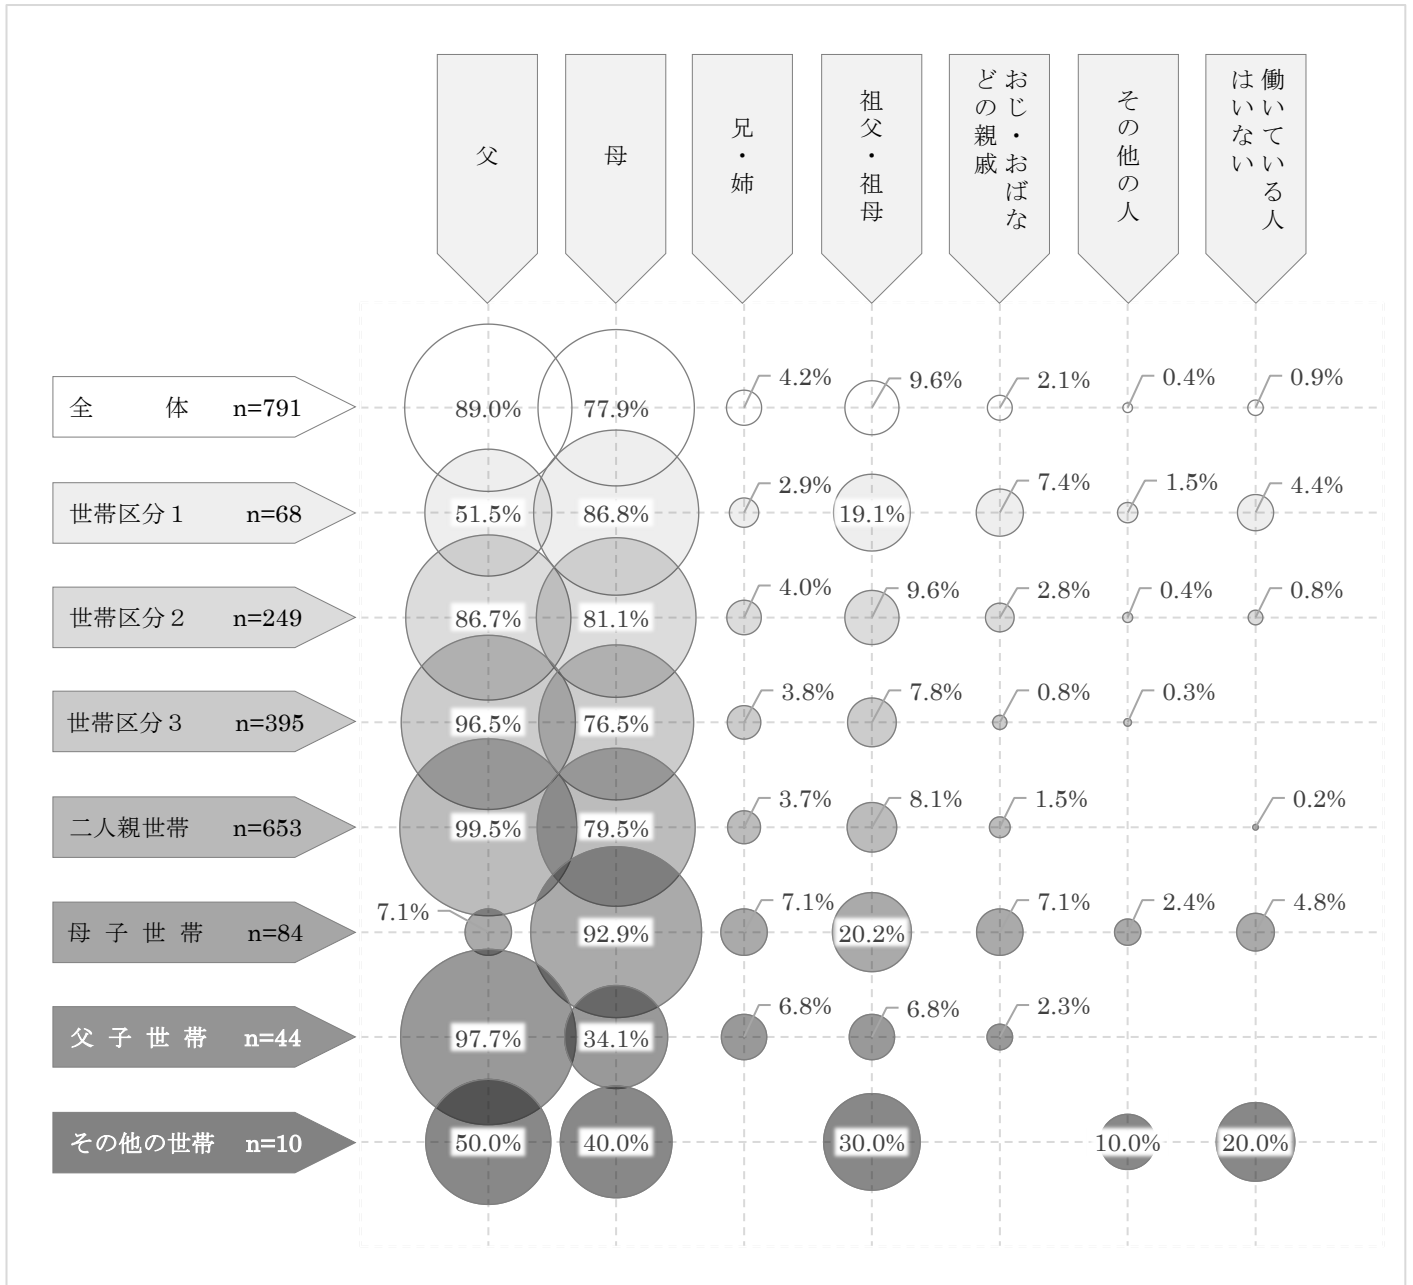 父
母
兄・姉
祖父・祖母
おじ・おばな
どの親戚
その他の人
働いている人
はいない
全 体 n=791
89.0%
77.9%
4.2%
9.6%
2.1%
0.4%
0.9%
世帯区分１ n=68
51.5%
86.8%
2.9%
19.1%
7.4%
1.5%
4.4%
世帯区分２ n=249
86.7%
81.1%
4.0%
9.6%
2.8%
0.4%
0.8%
世帯区分３ n=395
96.5%
76.5%
3.8%
7.8%
0.8%
0.3%
二人親世帯 n=653
99.5%
79.5%
3.7%
8.1%
1.5%
0.2%
母 子 世 帯 n=84
7.1%
92.9%
7.1%
20.2%
7.1%
2.4%
4.8%
父 子 世 帯 n=44
97.7%
34.1%
6.8%
6.8%
2.3%
その他の世帯 n=10
50.0%
40.0%
30.0%
10.0%
20.0%